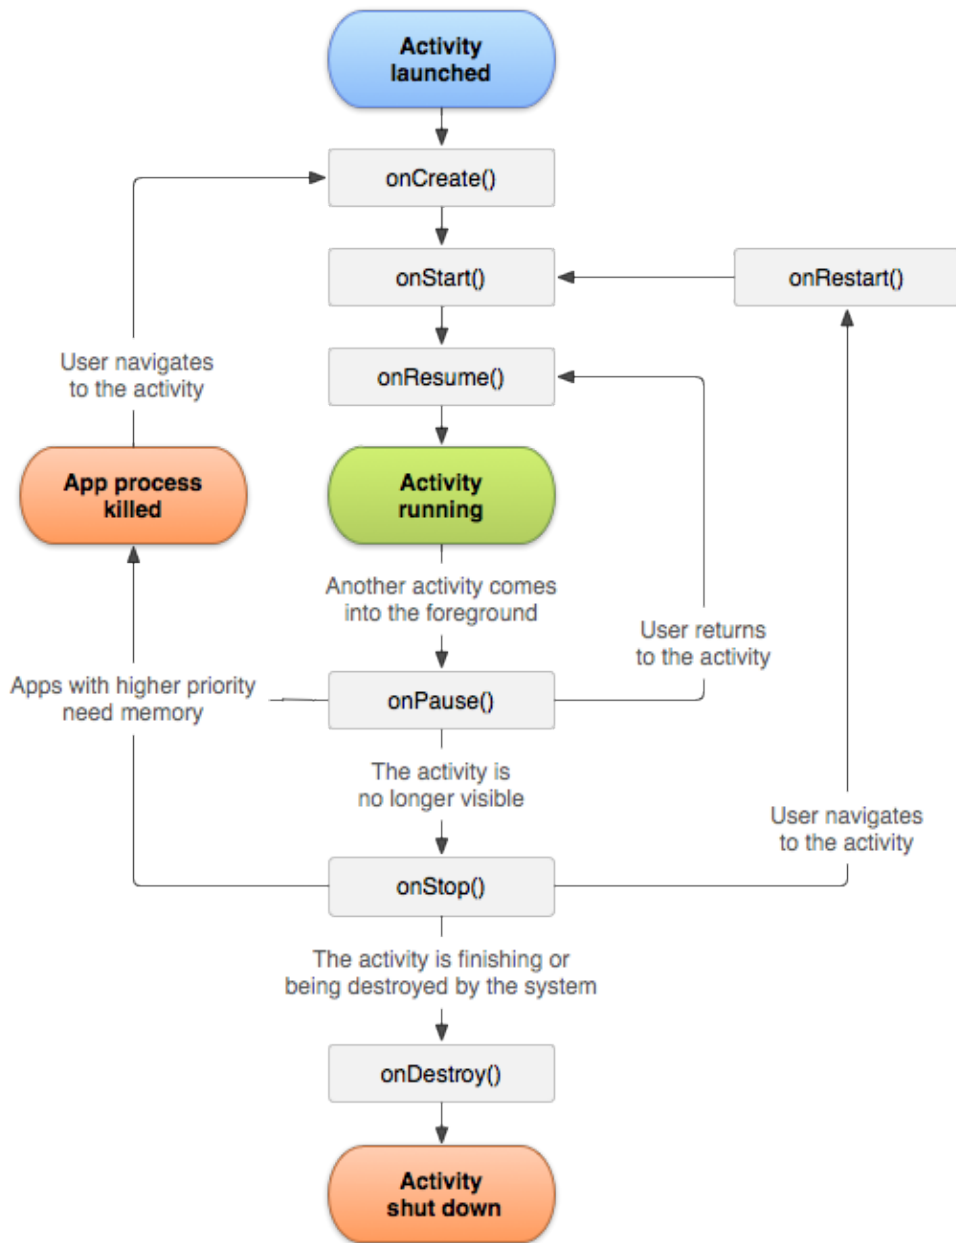 Activity
launched
onCreate()
onStart()
onRestart()
User navigates
to the activity
onResume()
App process
killed
Activity
running
Another activity comes
into the foreground
User returns
to the activity
Apps with higher priority
need memory
onPause()
The activity is
no longer visible
User navigates
to the activity
onStop()
The activity is finishing or
being destroyed by the system
onDestroy()
Activity
shut down